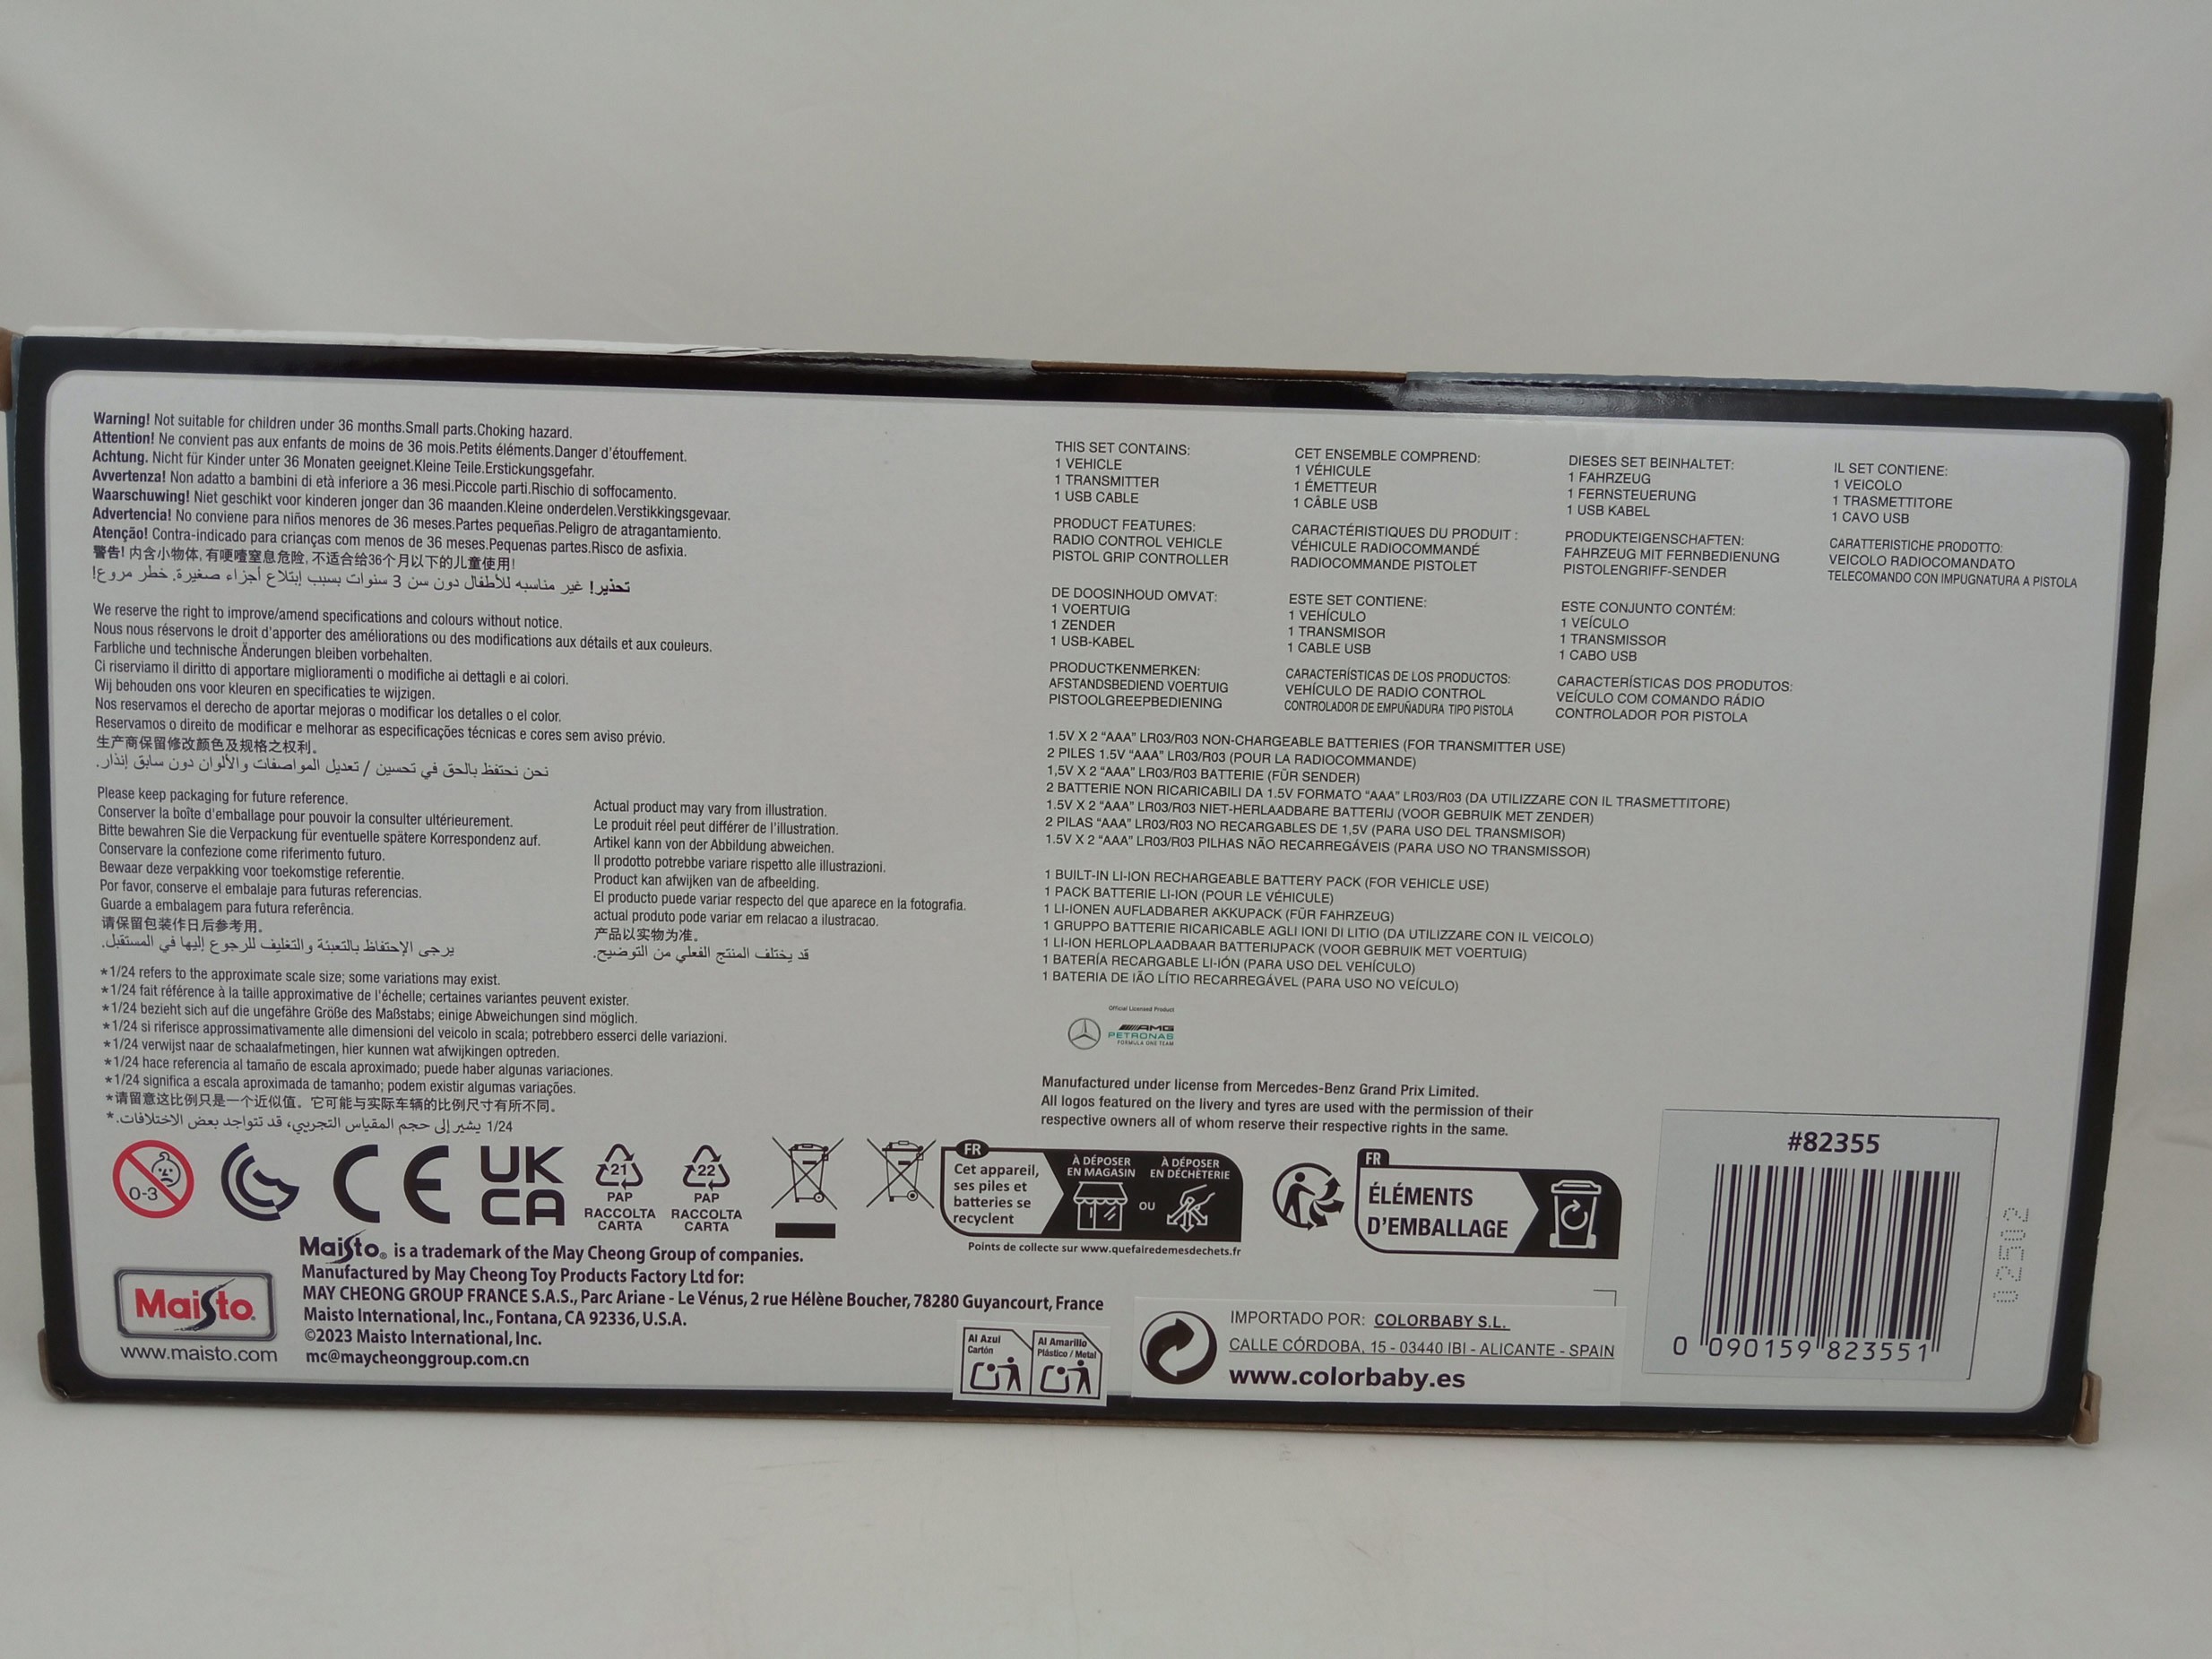 Warning! Not suitable for children under 36 months.Small parts.Choking hazard.
Attention! Ne convient pas aux enfants de moins de 36 mois.Petits éléments.Danger d'étouffement.
Achtung. Nicht für Kinder unter 36 Monaten geeignet.Kleine Teile.Erstickungsgefahr.
Avvertenza! Non adatto a bambini di età inferiore a 36 mesi.Piccole parti.Rischio di soffocamento.
Waarschuwing! Niet geschikt voor kinderen jonger dan 36 maanden.Kleine onderdelen.Verstikkingsgevaar.
Advertencia! No conviene para niños menores de 36 meses.Partes pequeñas.Peligro de atragantamiento.
Atenção! Contra-indicado para crianças com menos de 36 meses.Pequenas partes.Risco de asfixia.
警告! 内含小物体, 有哽噎窒息危险, 不适合给36个月以下的儿童使用!
تحذير! غير مناسبه للأطفال دون سن 3 سنوات بسبب إبتلاع أجزاء صغيرة. خطر مروع!
We reserve the right to improve/amend specifications and colours without notice.
Nous nous réservons le droit d'apporter des améliorations ou des modifications aux détails et aux couleurs.
Farbliche und technische Änderungen bleiben vorbehalten.
Ci riserviamo il diritto di apportare miglioramenti o modifiche ai dettagli e ai colori.
Wij behouden ons voor kleuren en specificaties te wijzigen.
Nos reservamos el derecho de aportar mejoras o modificar los detalles o el color.
Reservamos o direito de modificar e melhorar as especificações técnicas e cores sem aviso prévio.
生产商保留修改颜色及规格之权利。
نحن نحتفظ بالحق في تحسين / تعديل المواصفات والألوان دون سابق إنذار.
Please keep packaging for future reference.
Conserver la boîte d'emballage pour pouvoir la consulter ultérieurement.
Bitte bewahren Sie die Verpackung für eventuelle spätere Korrespondenz auf.
Conservare la confezione come riferimento futuro.
Bewaar deze verpakking voor toekomstige referentie.
Por favor, conserve el embalaje para futuras referencias.
Guarde a embalagem para futura referência.
请保留包装作日后参考用。
يرجى الإحتفاظ بالتعبئة والتغليف للرجوع إليها في المستقبل.
Actual product may vary from illustration.
Le produit réel peut différer de l'illustration.
Artikel kann von der Abbildung abweichen.
Il prodotto potrebbe variare rispetto alle illustrazioni.
Product kan afwijken van de afbeelding.
El producto puede variar respecto del que aparece en la fotografia.
actual produto pode variar em relacao a ilustracao.
产品以实物为准。
قد يختلف المنتج الفعلي من التوضيح.
*1/24 refers to the approximate scale size; some variations may exist.
*1/24 fait référence à la taille approximative de l'échelle; certaines variantes peuvent exister.
*1/24 bezieht sich auf die ungefähre Größe des Maßstabs; einige Abweichungen sind möglich.
*1/24 si riferisce approssimativamente alle dimensioni del veicolo in scala; potrebbero esserci delle variazioni.
*1/24 verwijst naar de schaalafmetingen, hier kunnen wat afwijkingen optreden.
*1/24 hace referencia al tamaño de escala aproximado; puede haber algunas variaciones.
*1/24 significa a escala aproximada de tamanho; podem existir algumas variações.
*请留意这比例只是一个近似值。它可能与实际车辆的比例尺寸有所不同。
1/24 يشير إلى حجم المقياس التجريبي، قد تتواجد بعض الاختلافات.*
THIS SET CONTAINS:
1 VEHICLE
1 TRANSMITTER
1 USB CABLE
PRODUCT FEATURES:
RADIO CONTROL VEHICLE
PISTOL GRIP CONTROLLER
CET ENSEMBLE COMPREND:
1 VÉHICULE
1 ÉMETTEUR
1 CÂBLE USB
CARACTÉRISTIQUES DU PRODUIT :
VÉHICULE RADIOCOMMANDÉ
RADIOCOMMANDE PISTOLET
DIESES SET BEINHALTET:
1 FAHRZEUG
1 FERNSTEUERUNG
1 USB KABEL
PRODUKTEIGENSCHAFTEN:
FAHRZEUG MIT FERNBEDIENUNG
PISTOLENGRIFF-SENDER
IL SET CONTIENE:
1 VEICOLO
1 TRASMETTITORE
1 CAVO USB
CARATTERISTICHE PRODOTTO:
VEICOLO RADIOCOMANDATO
TELECOMANDO CON IMPUGNATURA A PISTOLA
DE DOOSINHOUD OMVAT:
1 VOERTUIG
1 ZENDER
1 USB-KABEL
PRODUCTKENMERKEN:
AFSTANDSBEDIEND VOERTUIG
PISTOOLGREEPBEDIENING
ESTE SET CONTIENE:
1 VEHÍCULO
1 TRANSMISOR
1 CABLE USB
CARACTERÍSTICAS DE LOS PRODUCTOS:
VEHÍCULO DE RADIO CONTROL
CONTROLADOR DE EMPUÑADURA TIPO PISTOLA
ESTE CONJUNTO CONTÉM:
1 VEÍCULO
1 TRANSMISSOR
1 CABO USB
CARACTERÍSTICAS DOS PRODUTOS:
VEÍCULO COM COMANDO RÁDIO
CONTROLADOR POR PISTOLA
1.5V X 2 “AAA” LR03/R03 NON-CHARGEABLE BATTERIES (FOR TRANSMITTER USE)
2 PILES 1.5V “AAA” LR03/R03 (POUR LA RADIOCOMMANDE)
1,5V X 2 “AAA” LR03/R03 BATTERIE (FÜR SENDER)
2 BATTERIE NON RICARICABILI DA 1.5V FORMATO “AAA” LR03/R03 (DA UTILIZZARE CON IL TRASMETTITORE)
1.5V X 2 “AAA” LR03/R03 NIET-HERLAADBARE BATTERIJ (VOOR GEBRUIK MET ZENDER)
2 PILAS “AAA” LR03/R03 NO RECARGABLES DE 1,5V (PARA USO DEL TRANSMISOR)
1.5V X 2 “AAA” LR03/R03 PILHAS NÃO RECARREGÁVEIS (PARA USO NO TRANSMISSOR)
1 BUILT-IN LI-ION RECHARGEABLE BATTERY PACK (FOR VEHICLE USE)
1 PACK BATTERIE LI-ION (POUR LE VÉHICULE)
1 LI-IONEN AUFLADBARER AKKUPACK (FÜR FAHRZEUG)
1 GRUPPO BATTERIE RICARICABILE AGLI IONI DI LITIO (DA UTILIZZARE CON IL VEICOLO)
1 LI-ION HERLOPLAADBAAR BATTERIJPACK (VOOR GEBRUIK MET VOERTUIG)
1 BATERÍA RECARGABLE LI-IÓN (PARA USO DEL VEHÍCULO)
1 BATERIA DE IÃO LÍTIO RECARREGÁVEL (PARA USO NO VEÍCULO)
Official Licensed Product
AMG
PETRONAS
FORMULA ONE TEAM
Manufactured under license from Mercedes-Benz Grand Prix Limited.
All logos featured on the livery and tyres are used with the permission of their
respective owners all of whom reserve their respective rights in the same.
0-3
CE
UK
CA
21
PAP
RACCOLTA
CARTA
22
PAP
RACCOLTA
CARTA
FR
Cet appareil,
ses piles et
batteries se
recyclent
À DÉPOSER
EN MAGASIN
OU
À DÉPOSER
EN DÉCHÈTERIE
Points de collecte sur www.quefairedemesdechets.fr
FR
ÉLÉMENTS
D'EMBALLAGE
Maisto
www.maisto.com
Maisto® is a trademark of the May Cheong Group of companies.
Manufactured by May Cheong Toy Products Factory Ltd for:
MAY CHEONG GROUP FRANCE S.A.S., Parc Ariane - Le Vénus, 2 rue Hélène Boucher, 78280 Guyancourt, France
Maisto International, Inc., Fontana, CA 92336, U.S.A.
©2023 Maisto International, Inc.
mc@maycheonggroup.com.cn
Al Azul
Cartón
Al Amarillo
Plástico / Metal
IMPORTADO POR: COLORBABY S.L.
CALLE CÓRDOBA, 15 - 03440 IBI - ALICANTE - SPAIN
www.colorbaby.es
#82355
0 090159 823551
02502